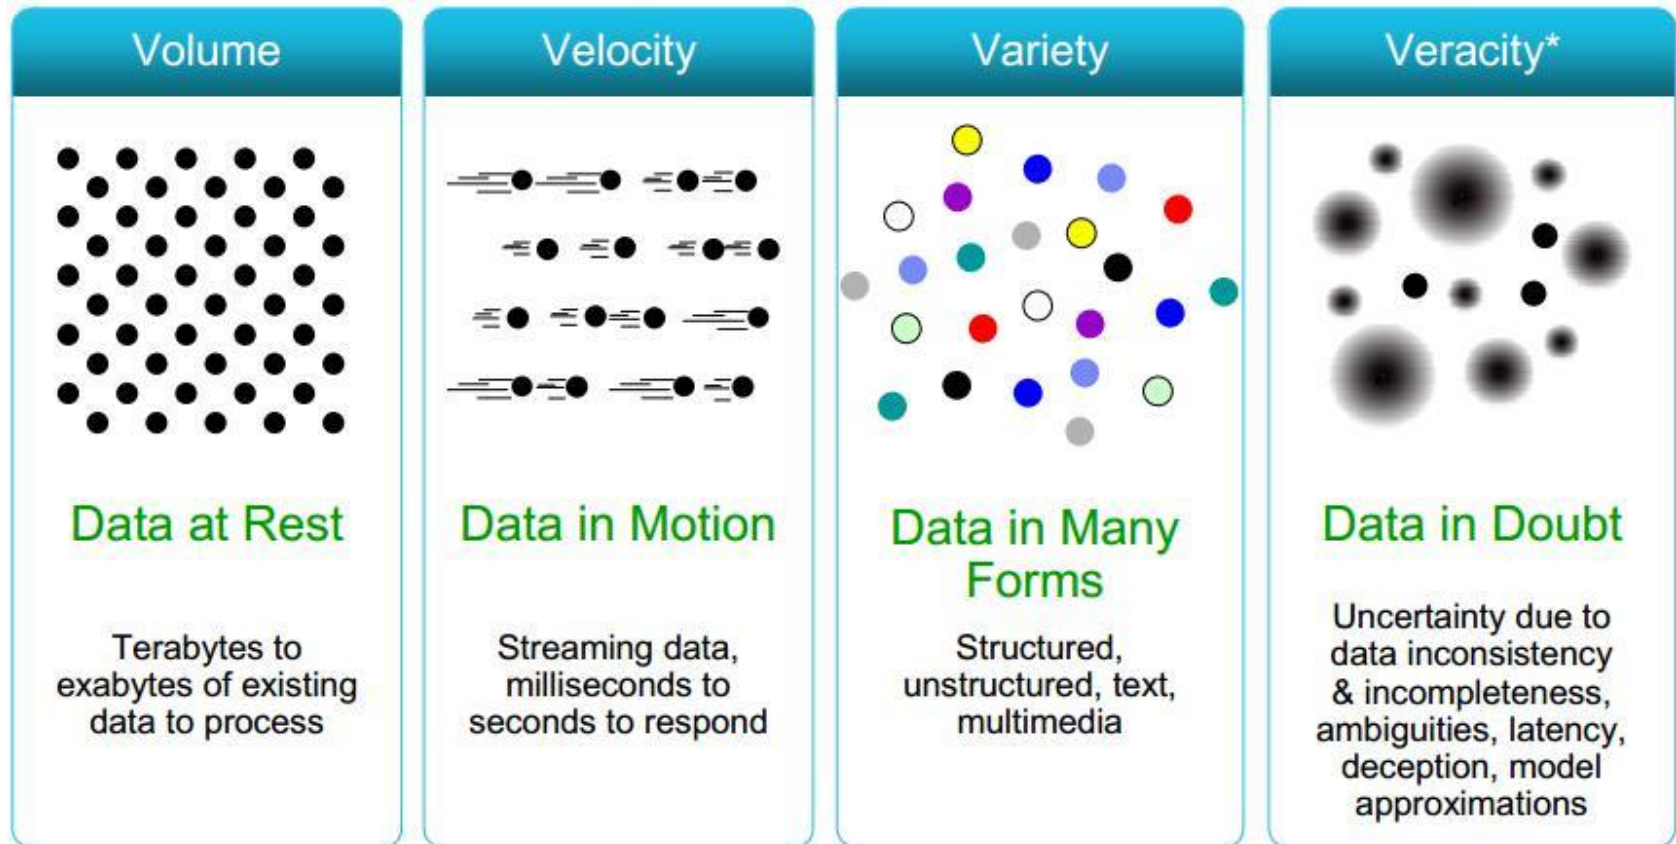 Volume
Data at Rest
Terabytes to
exabytes of existing
data to process
Velocity
Data in Motion
Streaming data,
milliseconds to
seconds to respond
Variety
Data in Many
Forms
Structured,
unstructured, text,
multimedia
Veracity*
Data in Doubt
Uncertainty due to
data inconsistency
& incompleteness,
ambiguities, latency,
deception, model
approximations